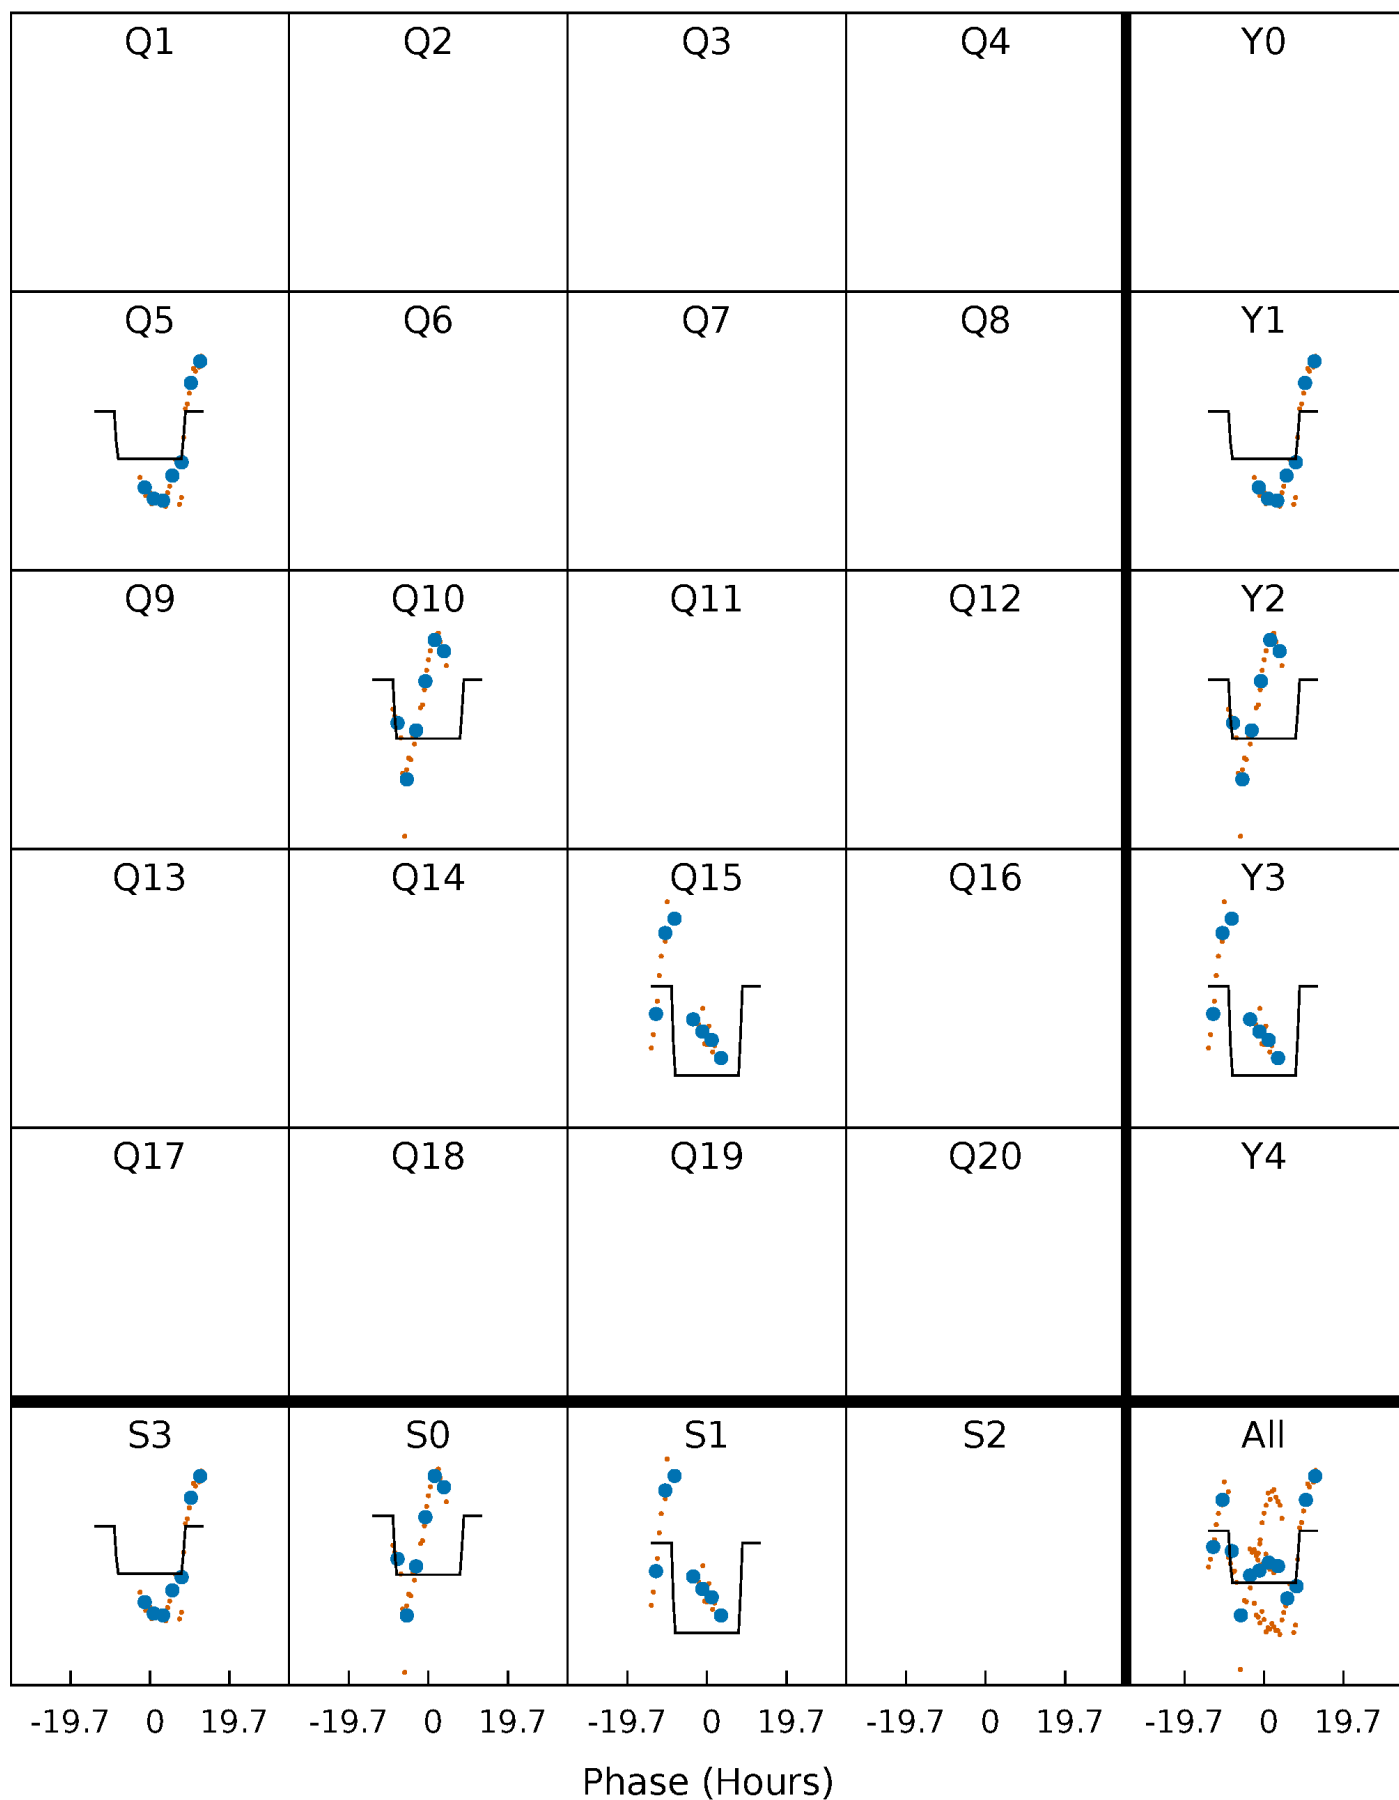 Q1 Q2 Q3 Q4 Y0
Q5 Q6 Q7 Q8 Y1
Q9 Q10 Q11 Q12 Y2
Q13 Q14 Q15 Q16 Y3
Q17 Q18 Q19 Q20 Y4
S3 S0 S1 S2 All
-19.7 0 19.7 -19.7 0 19.7 -19.7 0 19.7 -19.7 0 19.7 -19.7 0 19.7
Phase (Hours)